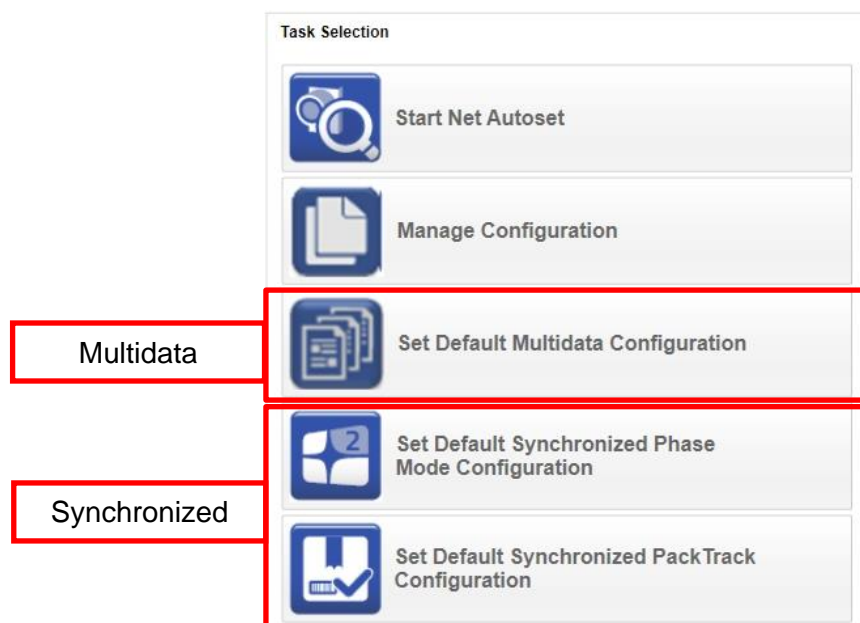 Task Selection
Start Net Autoset
Manage Configuration
Multidata
Set Default Multidata Configuration
2
Set Default Synchronized Phase
Mode Configuration
Synchronized
Set Default Synchronized PackTrack
Configuration